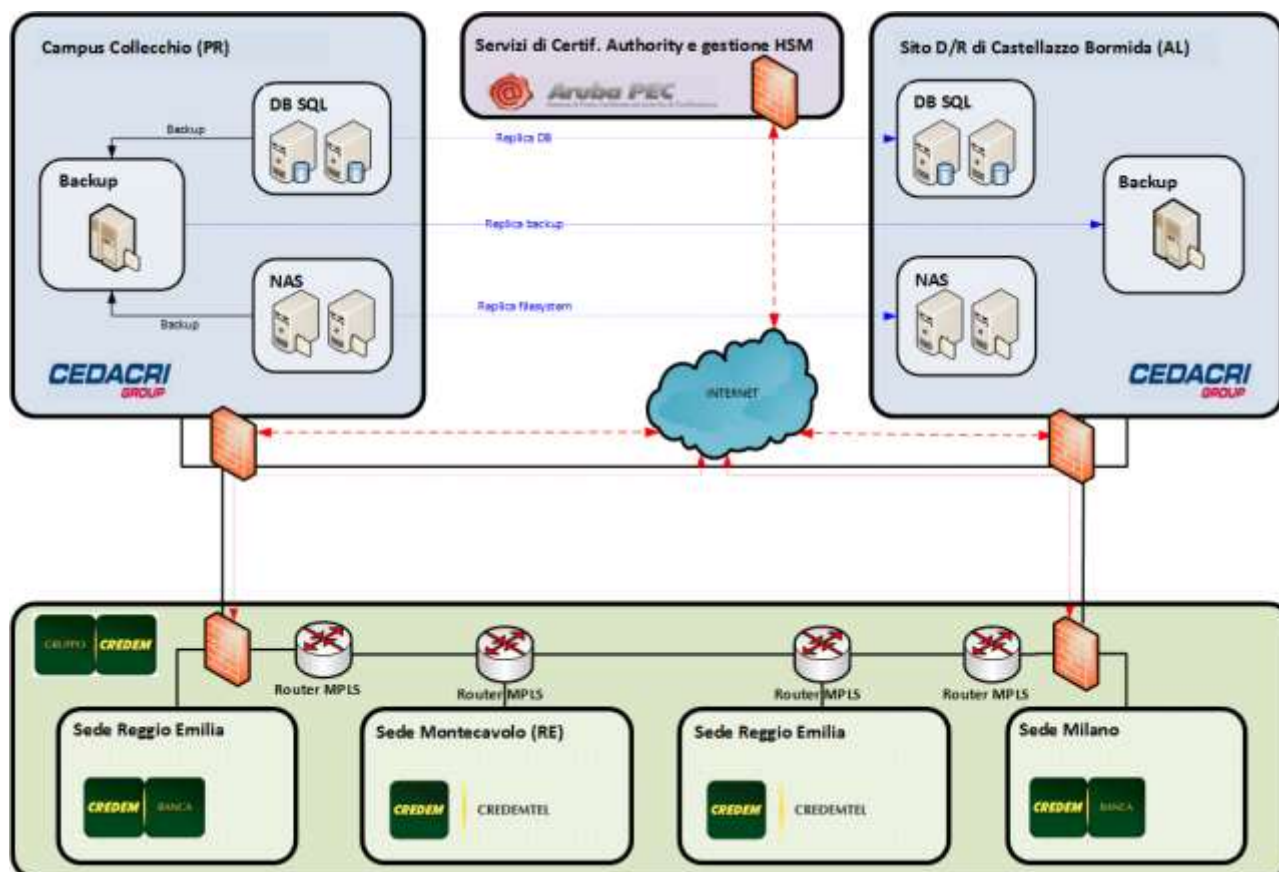 Campus Collecchio (PR)
Servizi di Certif. Authority e gestione HSM
Sito D/R di Castellazzo Bormida (AL)
Aruba PEC
DB SQL
DB SQL
Backup
Replica DB
Backup
Backup
Replica backup
NAS
NAS
Replica filesystem
Backup
CEDACRI
GROUP
INTERNET
CEDACRI
GROUP
GRUPPO CREDEM
Router MPLS
Router MPLS
Router MPLS
Router MPLS
Sede Reggio Emilia
Sede Montecavolo (RE)
Sede Reggio Emilia
Sede Milano
CREDEM BANCA
CREDEM CREDEMTEL
CREDEM CREDEMTEL
CREDEM BANCA